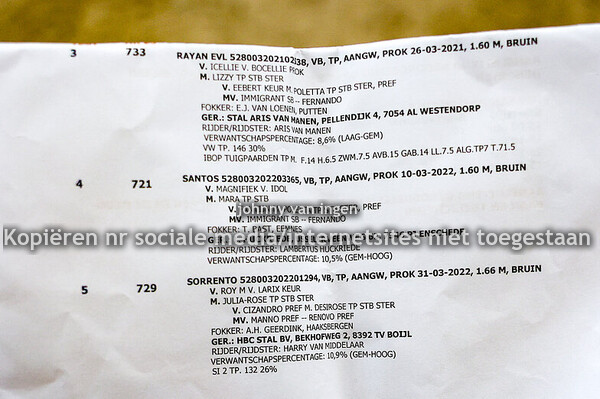 3 733 RAYAN EVL 528003202102238, VB, TP, AANGW, PROK 26-03-2021, 1.60 M, BRUIN
V. ICELLIE V. BOCELLIE PROK
M. LIZZY TP STB STER
V. EEBERT KEUR M. POLETTA TP STB STER, PREF
MV. IMMIGRANT SB -- FERNANDO
FOKKER: E.J. VAN LOENEN, PUTTEN
GER.: STAL ARIS VAN MANEN, PELLENDIJK 4, 7054 AL WESTENDORP
RIJDER/RIJDSTER: ARIS VAN MANEN
VERWANTSCHAPSPERCENTAGE: 8,6% (LAAG-GEM)
VW TP. 146 30%
IBOP TUIGPAARDEN TP M. F.14 H.6.5 ZWM.7.5 AVB.15 GAB.14 LL.7.5 ALG.TP7 T.71.5
4 721 SANTOS 528003202203365, VB, TP, AANGW, PROK 10-03-2022, 1.60 M, BRUIN
V. MAGNIFIEK V. IDOL
M. MARA TP STB
STER, PREF
johnny vanningen
MV. IMMIGRANT SB -- FERNANDO
FOKKER: T. PAST, EEMNES
ENSCHEDE
Kopiëren nr sociale media/internetsites niet toegestaan
RIJDER/RIJDSTER: LAMBERTUS HUCKRIEDE
VERWANTSCHAPSPERCENTAGE: 10,5% (GEM-HOOG)
5 729 SORRENTO 528003202201294, VB, TP, AANGW, PROK 31-03-2022, 1.66 M, BRUIN
V. ROY M V. LARIX KEUR
M. JULIA-ROSE TP STB STER
V. CIZANDRO PREF M. DESIROSE TP STB STER
MV. MANNO PREF -- RENOVO PREF
FOKKER: A.H. GEERDINK, HAAKSBERGEN
GER.: HBC STAL BV, BEKHOFWEG 2, 8392 TV BOIJL
RIJDER/RIJDSTER: HARRY VAN MIDDELAAR
VERWANTSCHAPSPERCENTAGE: 10,9% (GEM-HOOG)
SI 2 TP. 132 26%